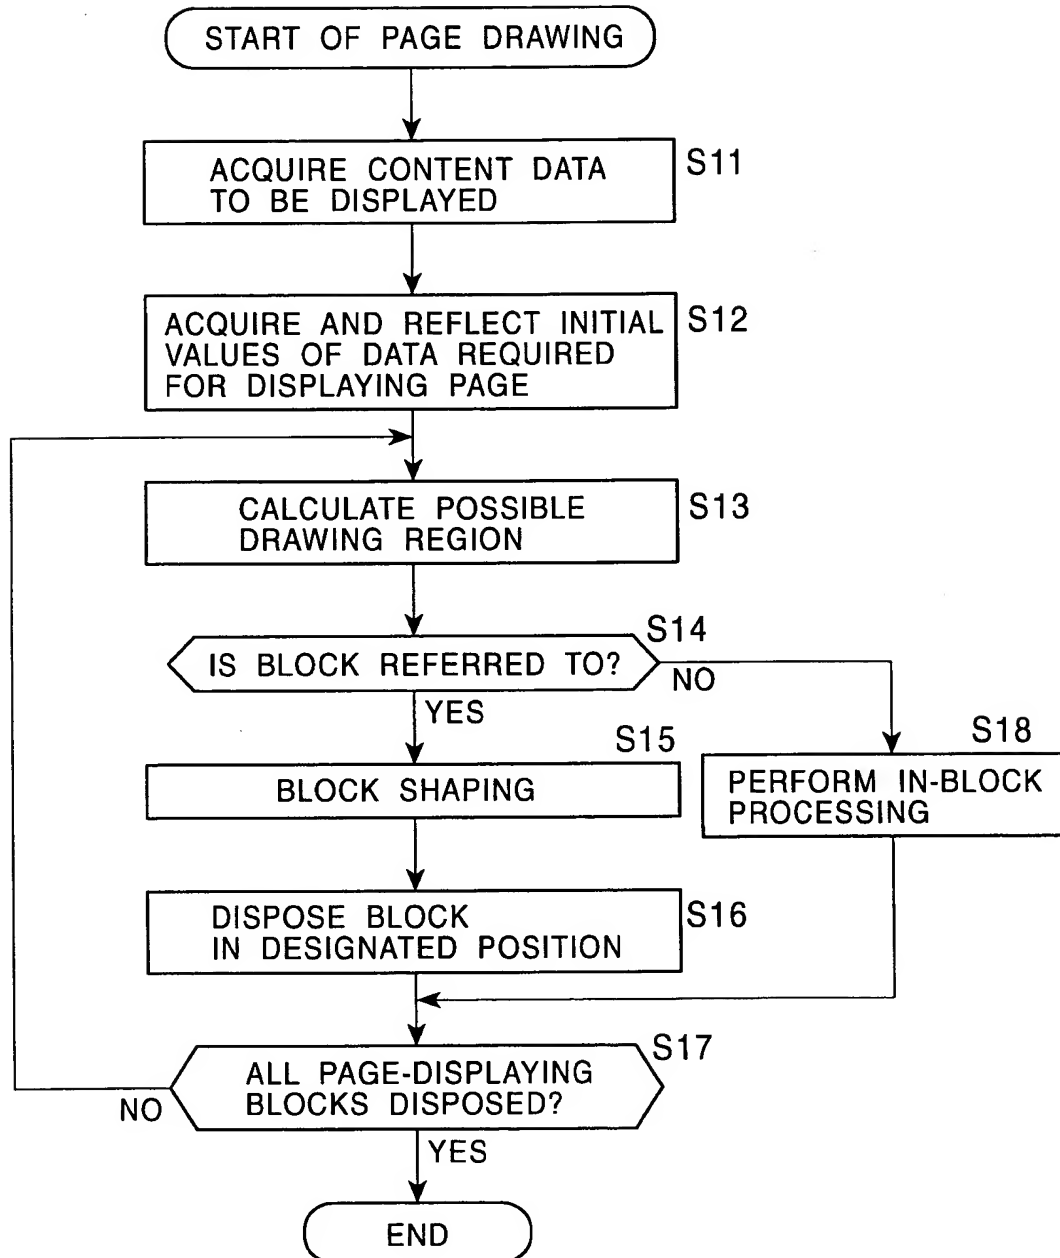 START OF PAGE DRAWING
ACQUIRE CONTENT DATA
TO BE DISPLAYED
S11
ACQUIRE AND REFLECT INITIAL
VALUES OF DATA REQUIRED
FOR DISPLAYING PAGE
S12
CALCULATE POSSIBLE
DRAWING REGION
S13
S14
IS BLOCK REFERRED TO?
NO
YES
S15
BLOCK SHAPING
S18
PERFORM IN-BLOCK
PROCESSING
DISPOSE BLOCK
IN DESIGNATED POSITION
S16
S17
ALL PAGE-DISPLAYING
BLOCKS DISPOSED?
NO
YES
END